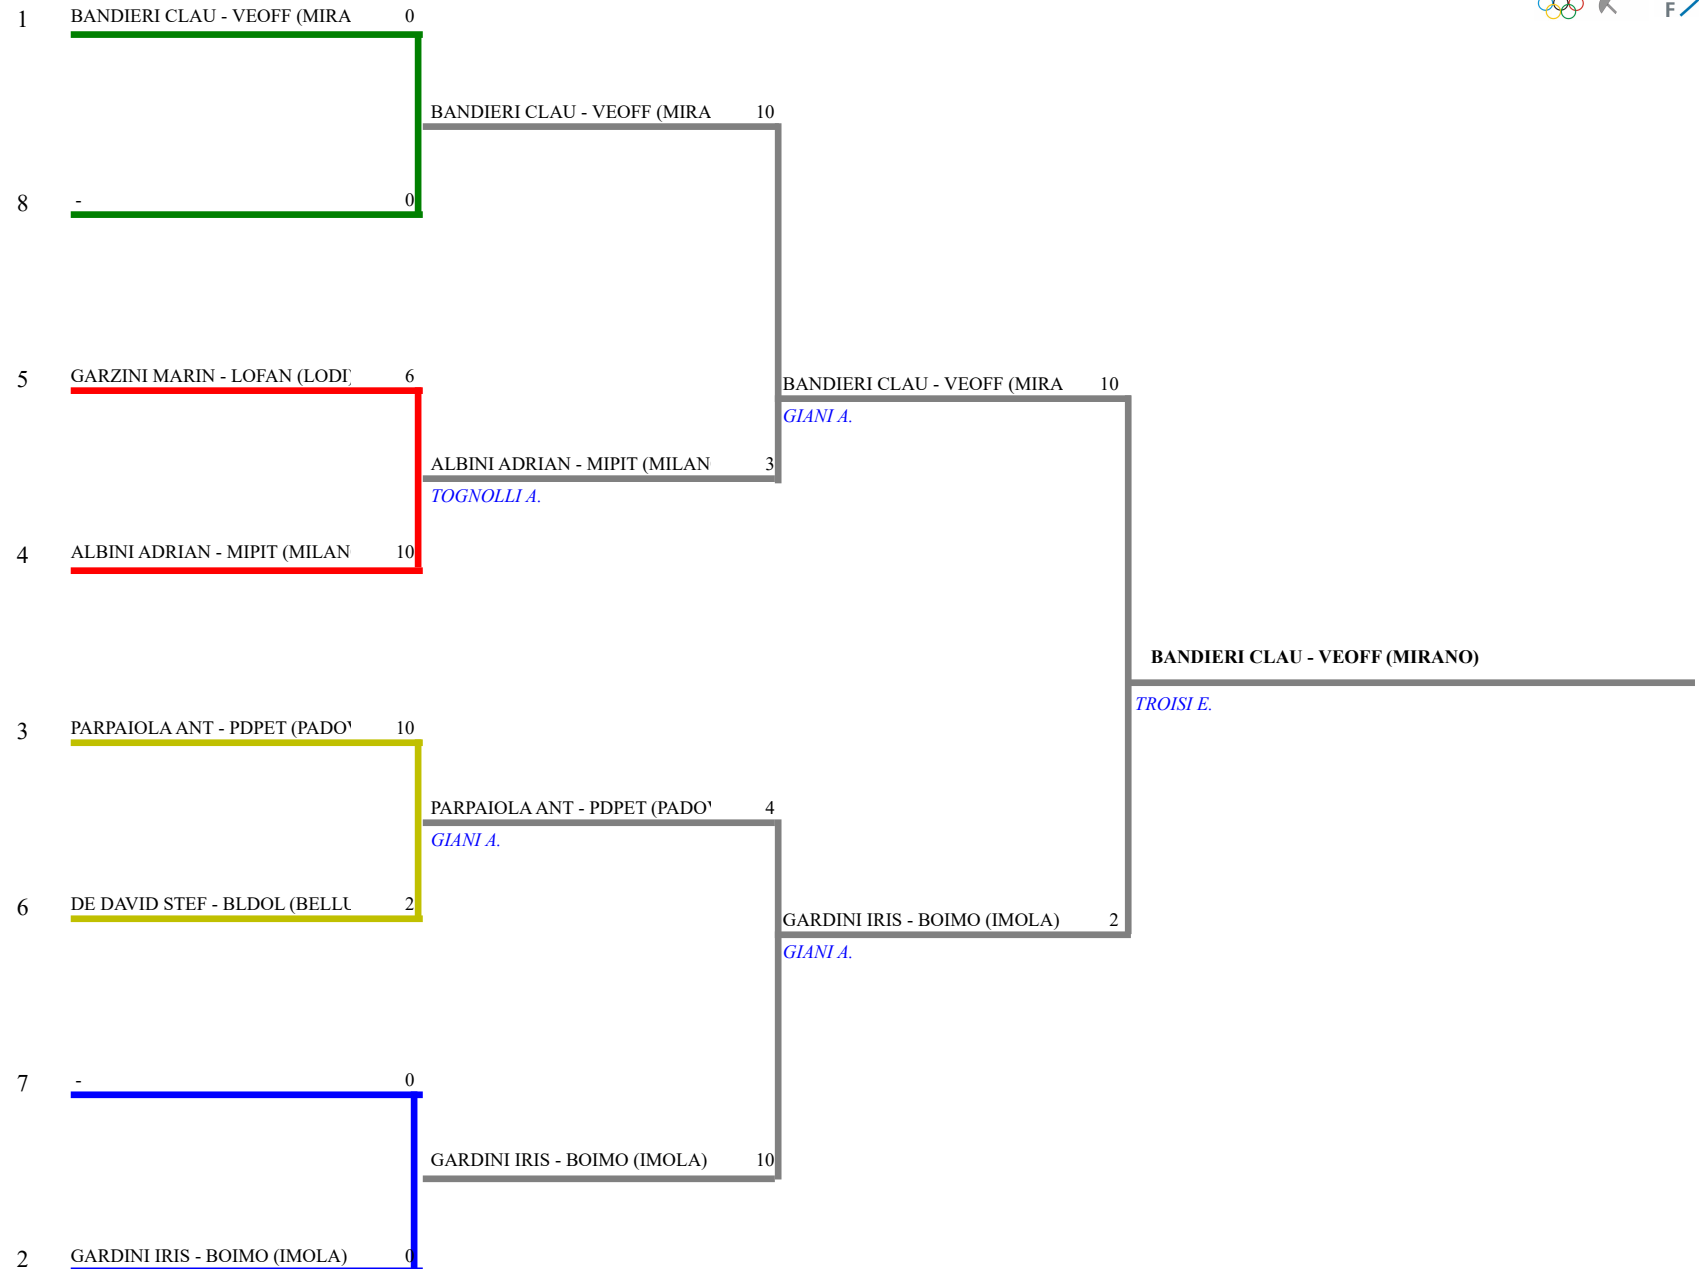 F
1 BANDIERI CLAU - VEOFF (MIRA 0
BANDIERI CLAU - VEOFF (MIRA 10
8 - 0
5 GARZINI MARIN - LOFAN (LODI) 6
BANDIERI CLAU - VEOFF (MIRA 10
GIANI A.
ALBINI ADRIAN - MIPIT (MILAN 3
TOGNOLLI A.
4 ALBINI ADRIAN - MIPIT (MILAN 10
BANDIERI CLAU - VEOFF (MIRANO)
TROISI E.
3 PARPAIOLA ANT - PDPET (PADOV 10
PARPAIOLA ANT - PDPET (PADOV 4
GIANI A.
6 DE DAVID STEF - BLDOL (BELLU 2
GARDINI IRIS - BOIMO (IMOLA) 2
GIANI A.
7 - 0
GARDINI IRIS - BOIMO (IMOLA) 10
2 GARDINI IRIS - BOIMO (IMOLA) 0